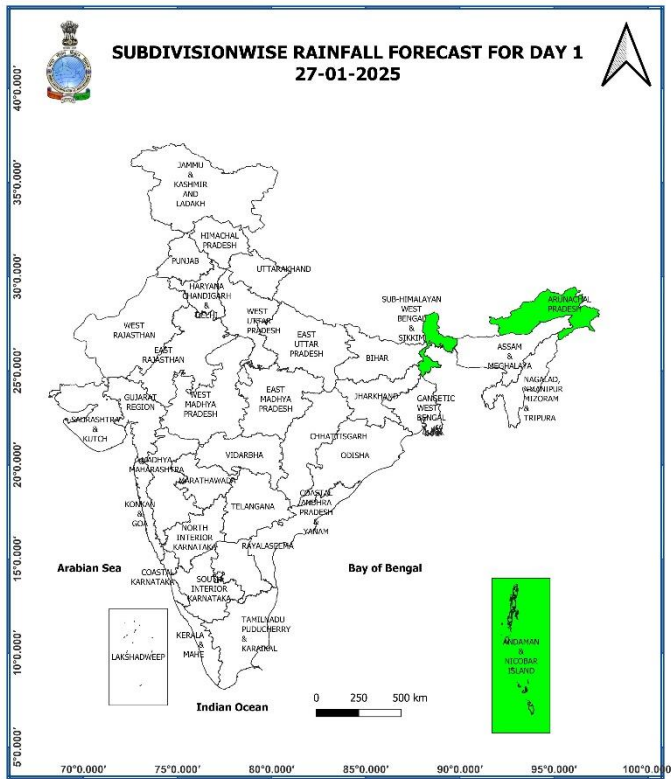 SUBDIVISIONWISE RAINFALL FORECAST FOR DAY 1
27-01-2025
40°0.000'
35°0.000'
30°0.000'
25°0.000'
20°0.000'
15°0.000'
10°0.000'
5°0.000'
JAMMU
&
KASHMIR
AND
LADAKH
HIMACHAL
PRADESH
PUNJAB
UTTARAKHAND
HARYANA
CHANDIGARH
&
DELHI
WEST
UTTAR
PRADESH
EAST
UTTAR
PRADESH
SUB-HIMALAYAN
WEST
BENGAL
&
SIKKIM
ARUNACHAL
PRADESH
WEST
RAJASTHAN
EAST
RAJASTHAN
BIHAR
ASSAM
&
MEGHALAYA
NAGALAD,
MANIPUR
MIZORAM
&
TRIPURA
GUJARAT
REGION
WEST
MADHYA
PRADESH
EAST
MADHYA
PRADESH
JHARKHAND
GANGETIC
WEST
BENGAL
SAURASHTRA
&
KUTCH
CHHATTISGARH
ODISHA
VIDARBHA
MADHYA
MAHARASHTRA
MARATHAWADA
KONKAN
&
GOA
TELANGANA
COASTAL
ANDHRA
PRADESH
&
YANAM
NORTH
INTERIOR
KARNATAKA
RAYALASEEMA
Arabian Sea
Bay of Bengal
COASTAL
KARNATAKA
SOUTH
INTERIOR
KARNATAKA
TAMILNADU
PUDUCHERRY
&
KARAIKAL
KERALA
&
MAHE
LAKSHADWEEP
ANDAMAN
&
NICOBAR
ISLAND
Indian Ocean
0 250 500 km
70°0.000' 75°0.000' 80°0.000' 85°0.000' 90°0.000' 95°0.000' 100°0.000'